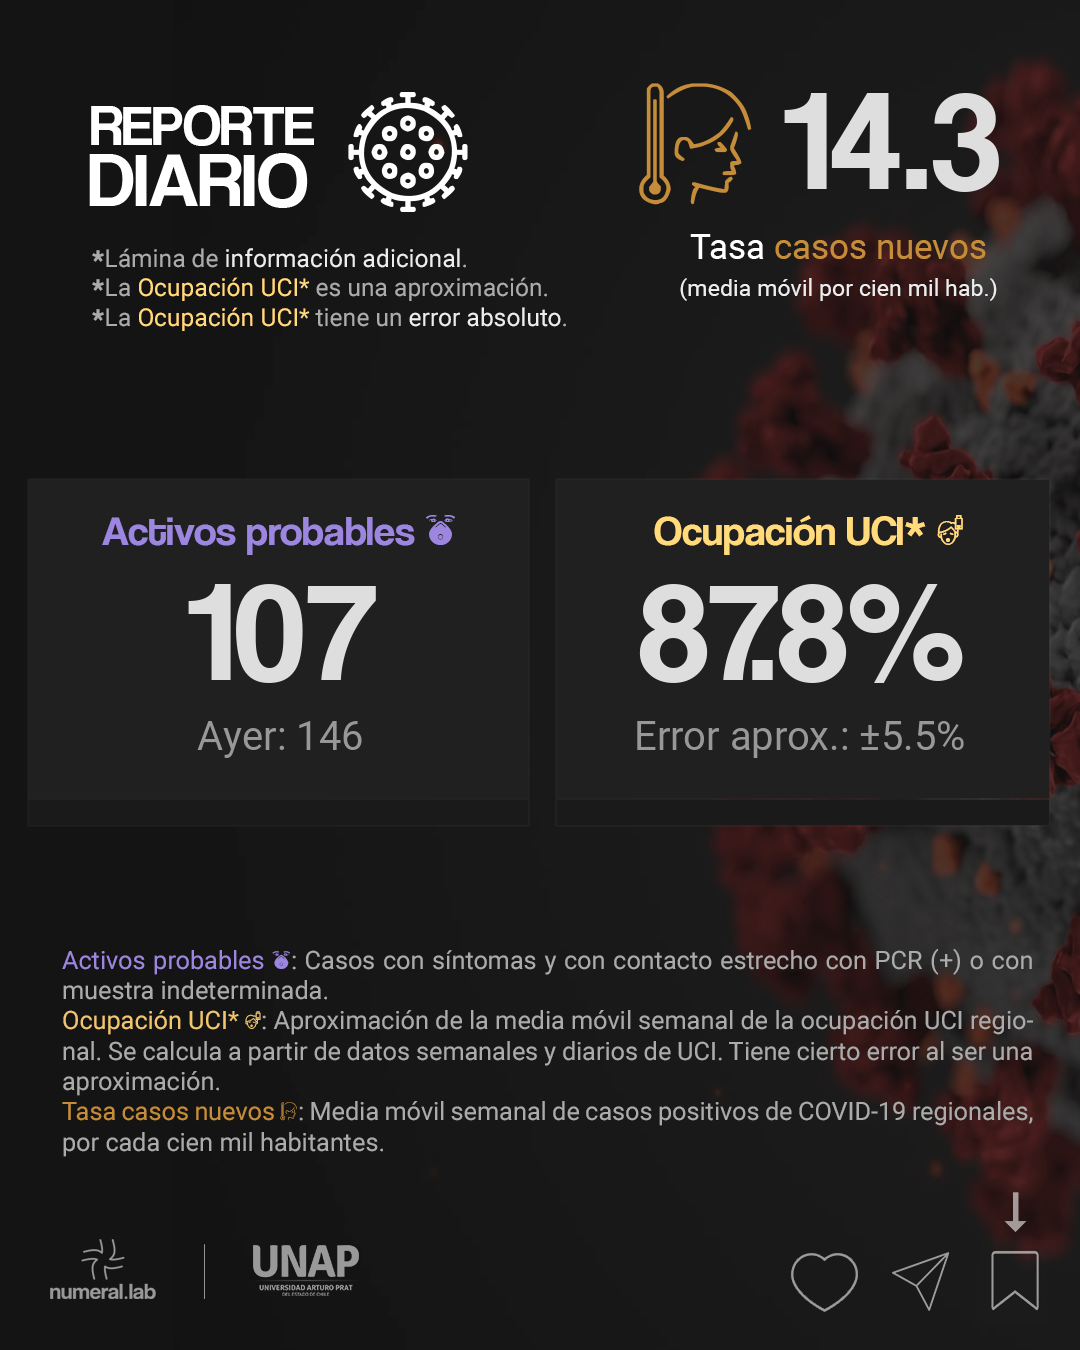 REPORTE
DIARIO
*Lámina de información adicional.
*La Ocupación UCI* es una aproximación.
*La Ocupación UCI* tiene un error absoluto.
14.3
Tasa casos nuevos
(media móvil por cien mil hab.)
Activos probables
107
Ayer: 146
Ocupación UCI*
87.8%
Error aprox.: ±5.5%
Activos probables : Casos con síntomas y con contacto estrecho con PCR (+) o con
muestra indeterminada.
Ocupación UCI* : Aproximación de la media móvil semanal de la ocupación UCI regio-
nal. Se calcula a partir de datos semanales y diarios de UCI. Tiene cierto error al ser una
aproximación.
Tasa casos nuevos : Media móvil semanal de casos positivos de COVID-19 regionales,
por cada cien mil habitantes.
numeral.lab
UNAP
UNIVERSIDAD ARTURO PRAT
DEL ESTADO DE CHILE